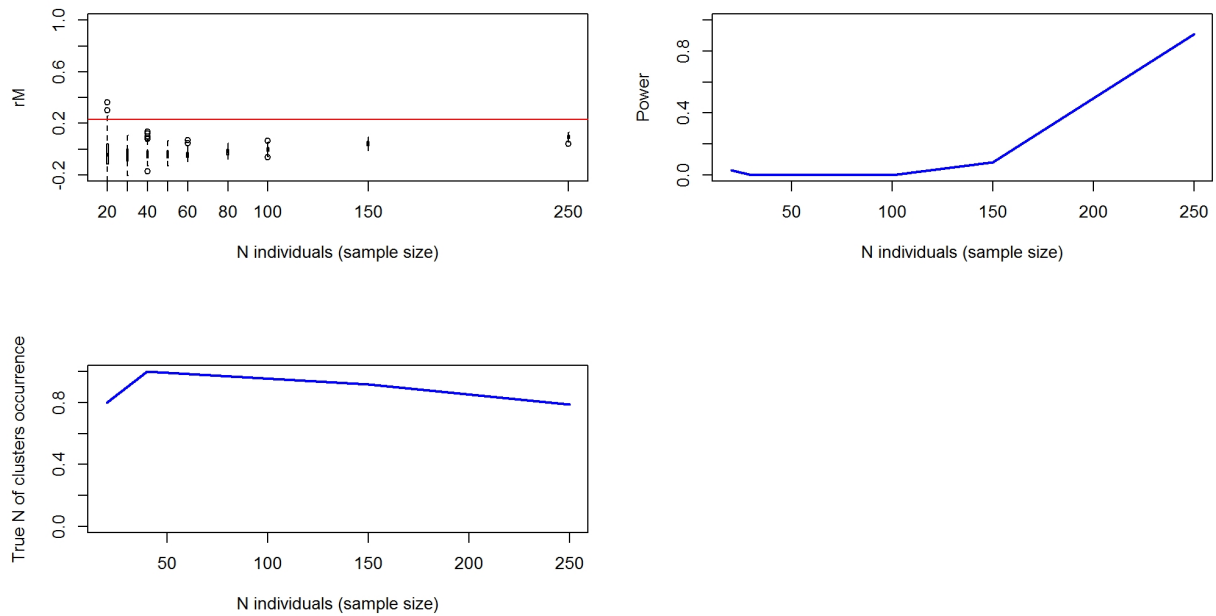 rM
1.0
0.6
0.2
-0.2
20 40 60 80 100 150 250
N individuals (sample size)
Power
0.8
0.4
0.0
50 100 150 200 250
N individuals (sample size)
True N of clusters occurrence
0.8
0.4
0.0
50 100 150 200 250
N individuals (sample size)